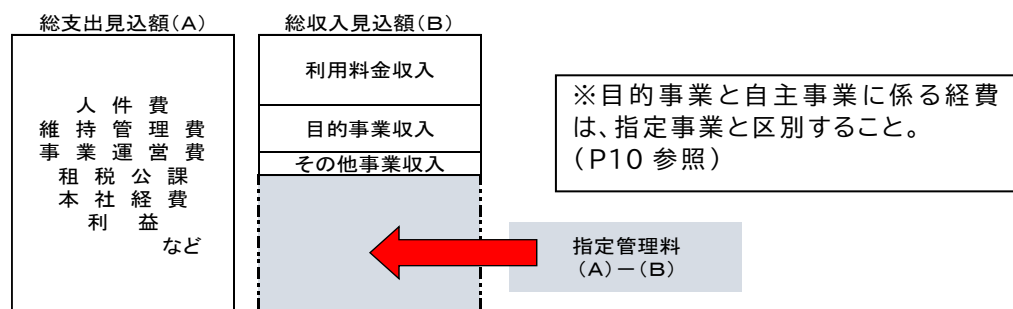 総支出見込額(A)
人件費
維持管理費
事業運営費
租税公課
本社経費
利益
など
総収入見込額(B)
利用料金収入
目的事業収入
その他事業収入
指定管理料
(A)-(B)
※目的事業と自主事業に係る経費
は、指定事業と区別すること。
(P10 参照)